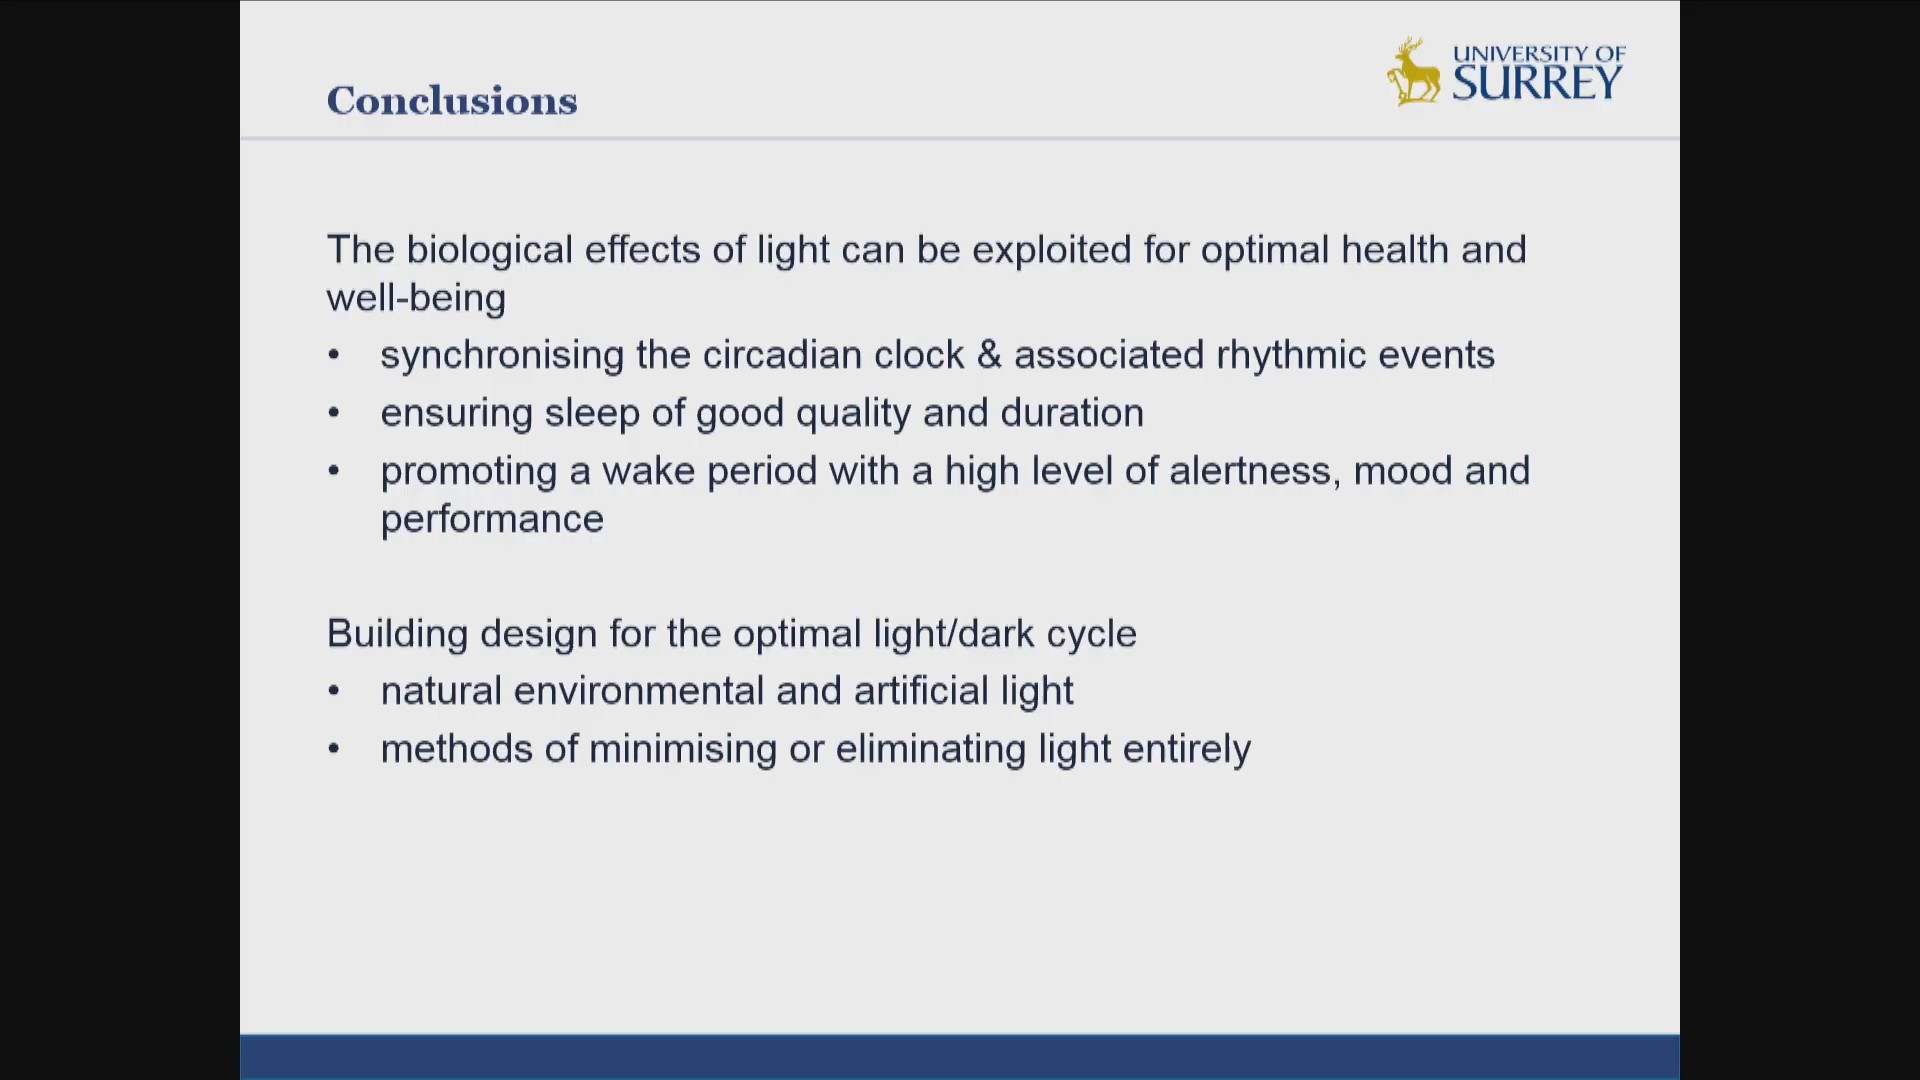 Conclusions
UNIVERSITY OF
SURREY
The biological effects of light can be exploited for optimal health and
well-being
• synchronising the circadian clock & associated rhythmic events
• ensuring sleep of good quality and duration
• promoting a wake period with a high level of alertness, mood and
performance
Building design for the optimal light/dark cycle
• natural environmental and artificial light
• methods of minimising or eliminating light entirely